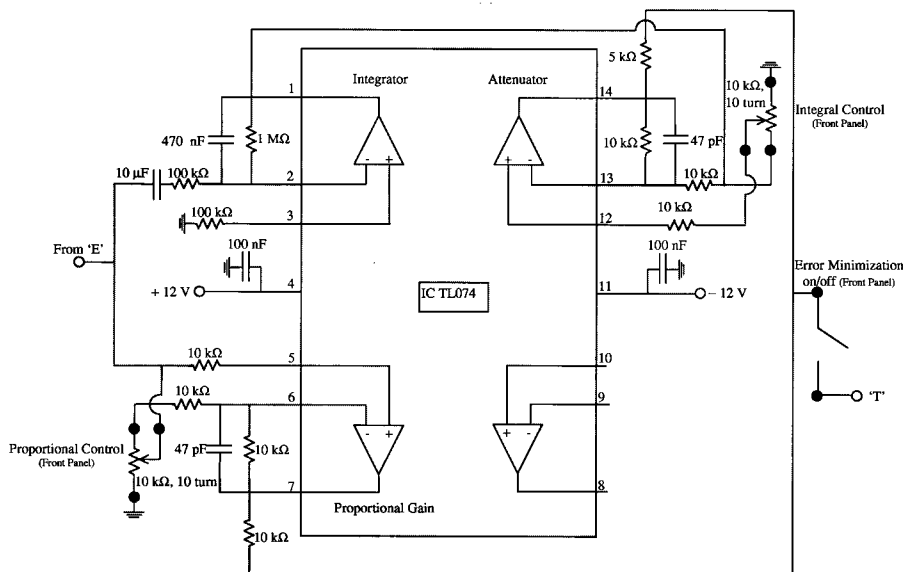 5 kΩ
10 kΩ,
10 turn
Integral Control
(Front Panel)
1
Integrator
Attenuator
14
470 nF
1 MΩ
10 kΩ
47 pF
10 µF
100 kΩ
2
-
+
+
-
13
10 kΩ
100 kΩ
3
12
10 kΩ
100 nF
100 nF
From 'E'
Error Minimization
on/off (Front Panel)
+ 12 V
4
IC TL074
11
– 12 V
10 kΩ
5
10
10 kΩ
6
9
'T'
Proportional Control
(Front Panel)
47 pF
10 kΩ
-
+
+
-
10 kΩ, 10 turn
7
8
Proportional Gain
10 kΩ